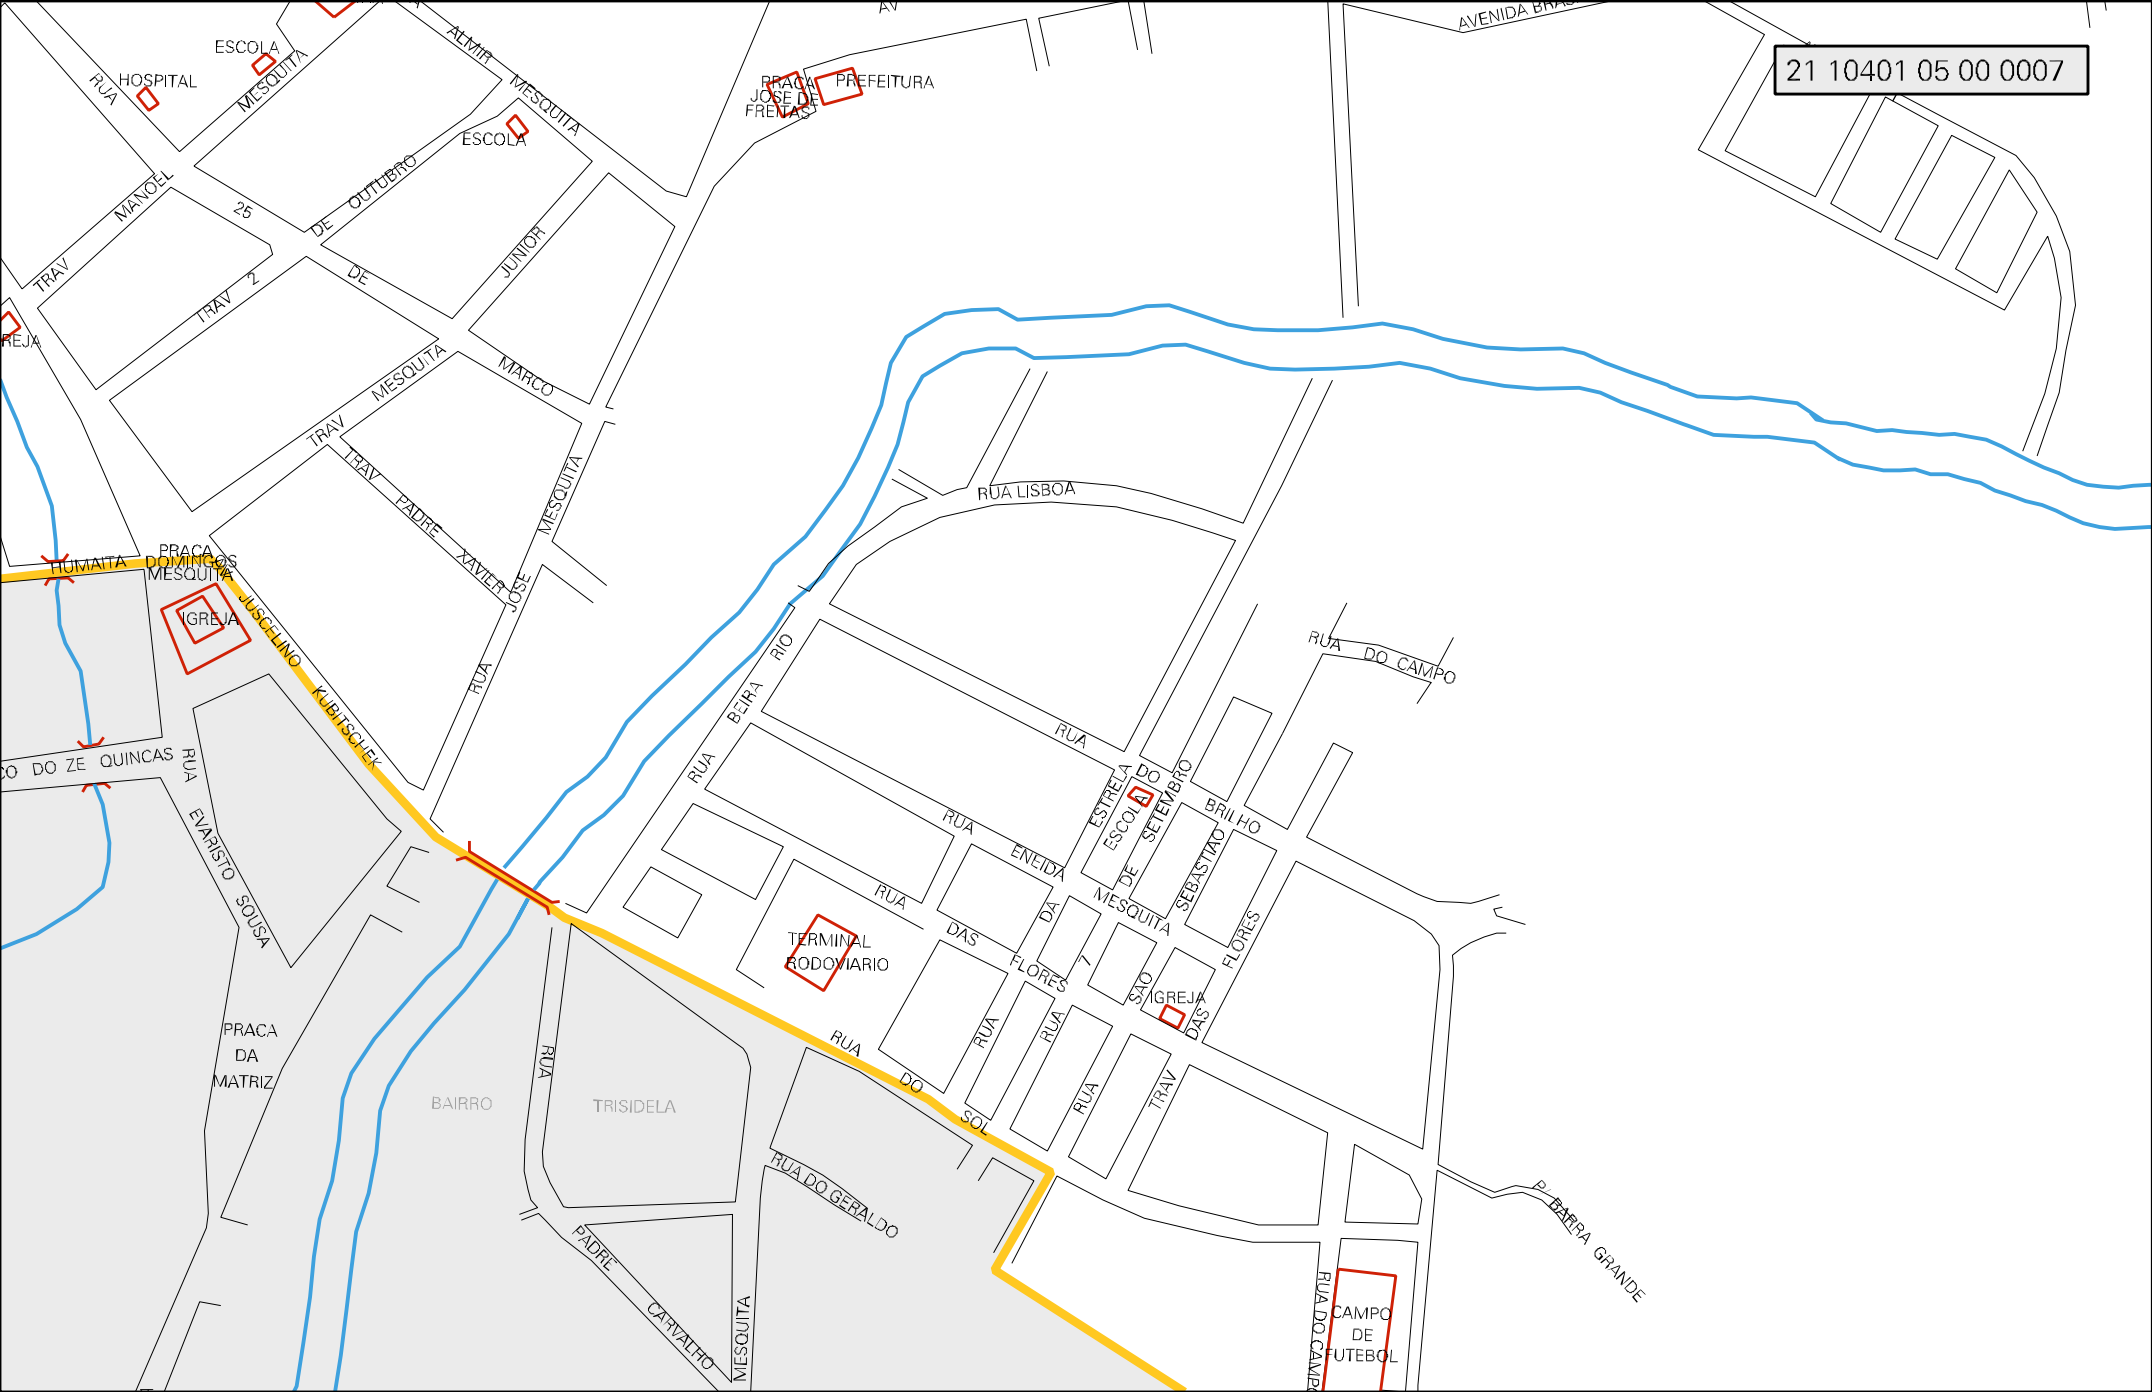 AV
AVENIDA
21 10401 05 00 0007
ALMIR MESQUITA
ESCOLA
HOSPITAL
RUA
TRAV MANOEL MESQUITA
PRACA
JOSE DE
FREITAS
PREFEITURA
ESCOLA
25 DE MARCO
TRAV 2 DE OUTUBRO
JUNIOR
TRAV MESQUITA
REJA
TRAV PADRE XAVIER
RUA JOSE MESQUITA
RUA LISBOA
HUMAITA
PRACA
DOMINGOS
MESQUITA
IGREJA
JUSCELINO KUBITSCHEK
CO DO ZE QUINCAS
RUA EVARISTO SOUSA
RUA BEIRA RIO
RUA DO CAMPO
RUA DO BRILHO
ESTRELA
ESCOLA
SETEMBRO
DE
SEBASTIAO
RUA ENEIDA MESQUITA
RUA DAS FLORES
DA
7
SAO
FLORES
DAS
IGREJA
TERMINAL
RODOVIARIO
RUA
RUA
RUA
TRAV
RUA DO SOL
PRACA
DA
MATRIZ
BAIRRO TRISIDELA
RUA
PADRE CARVALHO
MESQUITA
RUA DO GERALDO
P/ BARRA GRANDE
RUA DO CAMPO
CAMPO
DE
FUTEBOL